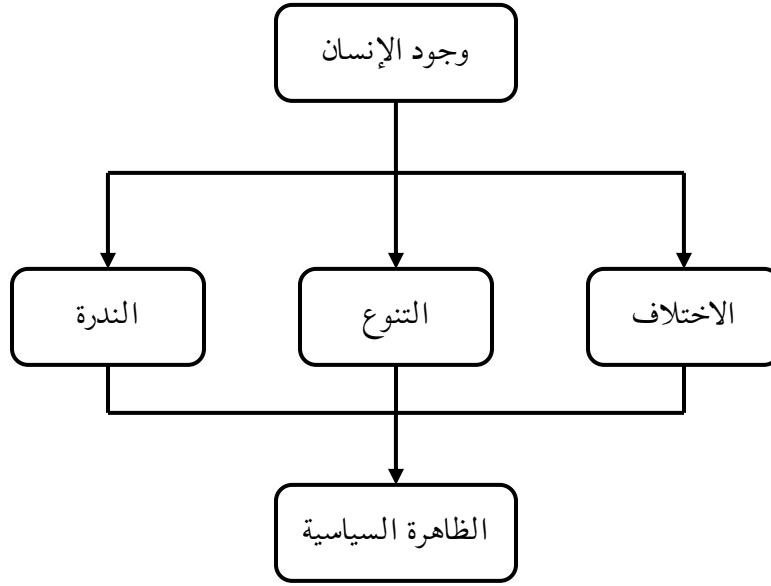 وجود الإنسان
الاختلاف
التنوع
الندرة
الظاهرة السياسية